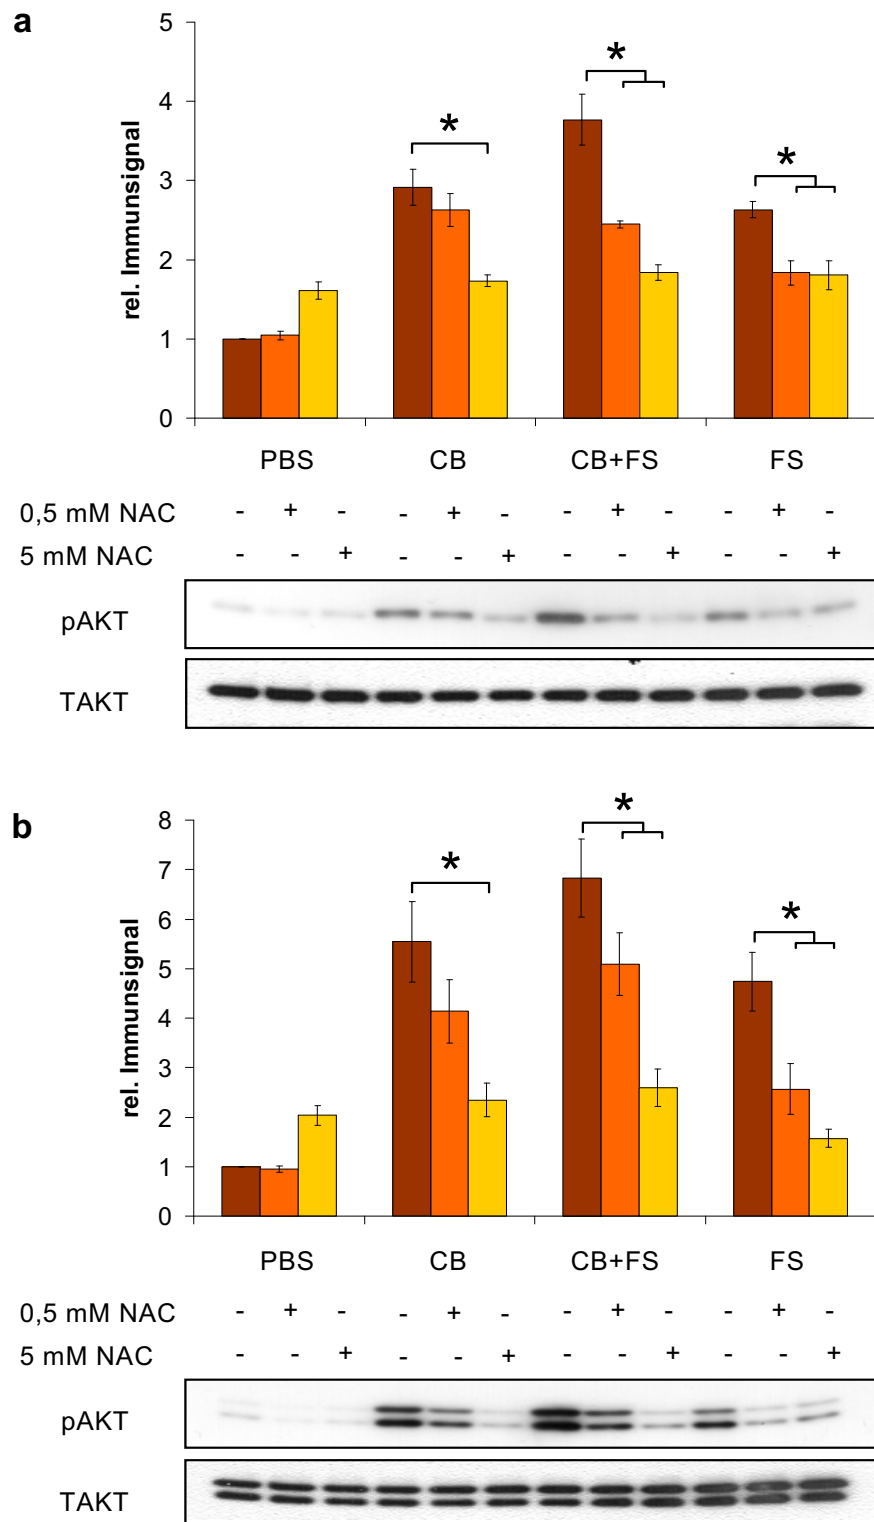 a
rel. Immunsignal
5
4
3
2
1
0
* * *
PBS CB CB+FS FS
0,5 mM NAC - + - - + - - + - - + -
5 mM NAC - - + - - + - - + - - +
pAKT
TAKT
b
rel. Immunsignal
8
7
6
5
4
3
2
1
0
* * *
PBS CB CB+FS FS
0,5 mM NAC - + - - + - - + - - + -
5 mM NAC - - + - - + - - + - - +
pAKT
TAKT